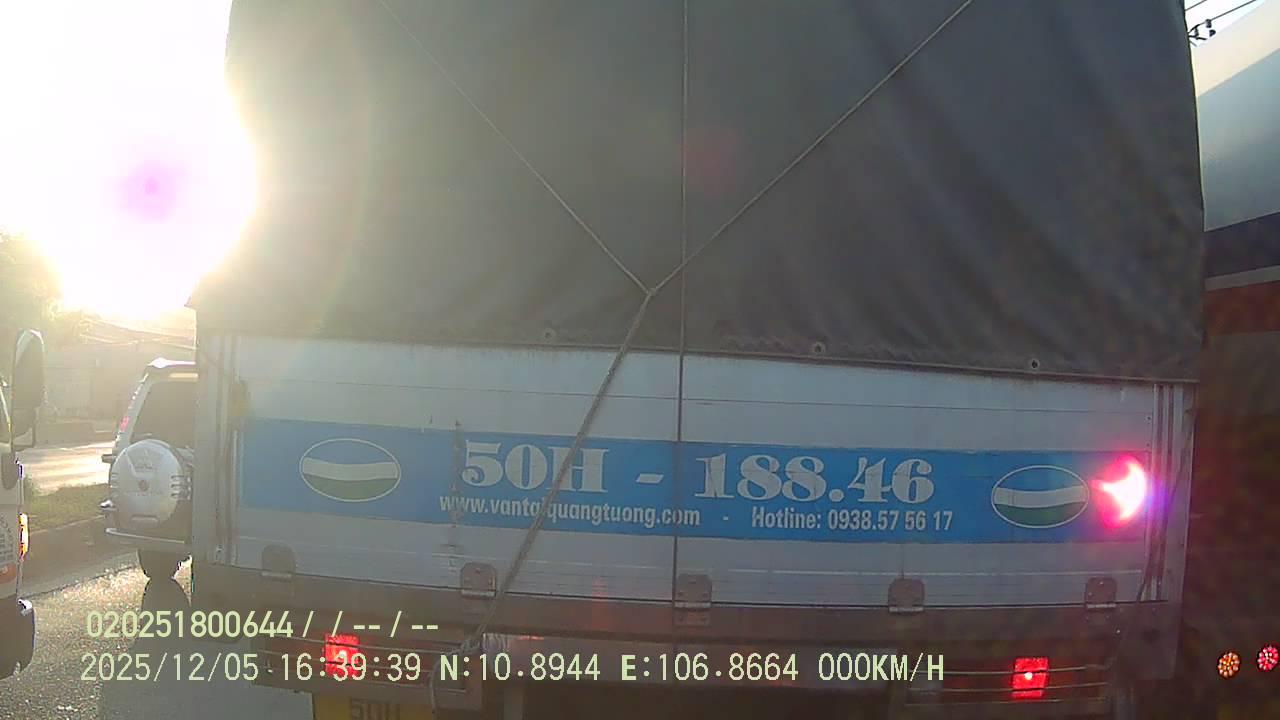 50H - 188.46
www.vantaiquangtuong.com - Hotline: 0938.57 56 17
020251800644/ /--/--
2025/12/05 16:39:39 N:10.8944 E:106.8664 000KM/H
50H